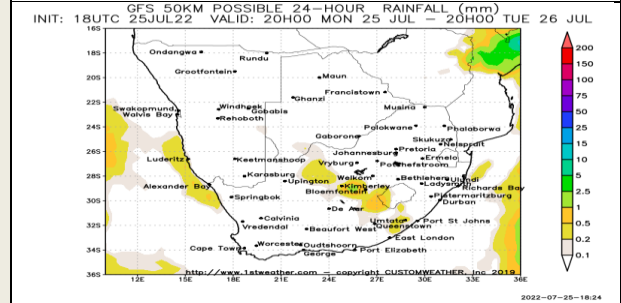 GFS 50KM POSSIBLE 24-HOUR RAINFALL (mm)
INIT: 18UTC 25JUL22 VALID: 20H00 MON 25 JUL - 20H00 TUE 26 JUL
16S
18S
20S
22S
24S
26S
28S
30S
32S
34S
36S
Ondangwa
Rundu
Grootfontein
Maun
Francistown
Ghanzi
Musina
Swakopmund
Windhoek
Gobabis
Walvis Bay
Rehoboth
Polokwane
Phalaborwa
Gaborone
Skukuza
Nelspruit
Johannesburg
Pretoria
Luderitz
Keetmanshoop
Vryburg
Potchefstroom
Ermelo
Karasburg
Upington
Welkom
Bethlehem
Ulundi
Alexander Bay
Kimberley
Ladysmith
Richards Bay
Bloemfontein
Springbok
Pietermaritzburg
Durban
De Aar
Calvinia
Vredendal
Umtata
Port St Johns
Beaufort West
Queenstown
East London
Cape Town
Worcester
Oudtshoorn
George
Port Elizabeth
http://www.1stweather.com - copyright CUSTOMWEATHER, Inc 2019
12E
15E
18E
21E
24E
27E
30E
33E
36E
200
150
100
75
50
25
15
10
5
2.5
1
0.5
0.2
0.1
2022-07-25-18:24